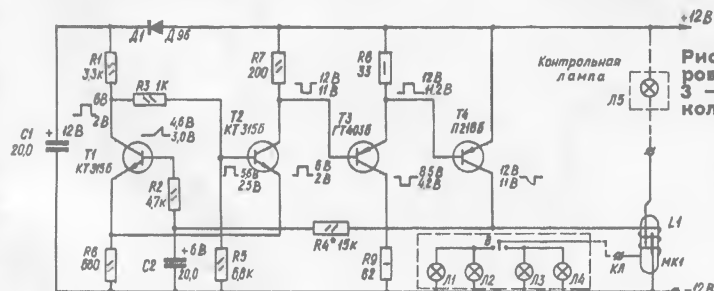 Д1 Д9б
+12В
R1
3,3к
R3 1К
R7
200
R8
33
Контрольная
лампа
Л5
Рис
ров
3 —
кол
6В
2В
12В
11В
12В
11,2В
T2
КТ315б
T3
ГТ403б
T4
П216В
C1
20,0
+ 12В
4,6В
3,0В
T1
КТ315б
R2
4,7к
5,6В
2,5В
6В
2В
8,5В
4,2В
12В
11В
R4* 15к
L1
МК1
R6
680
C2
+ 6В
20,0
R5
6,8к
R9
62
В
Л1
Л2
Л3
Л4
КЛ
-12В